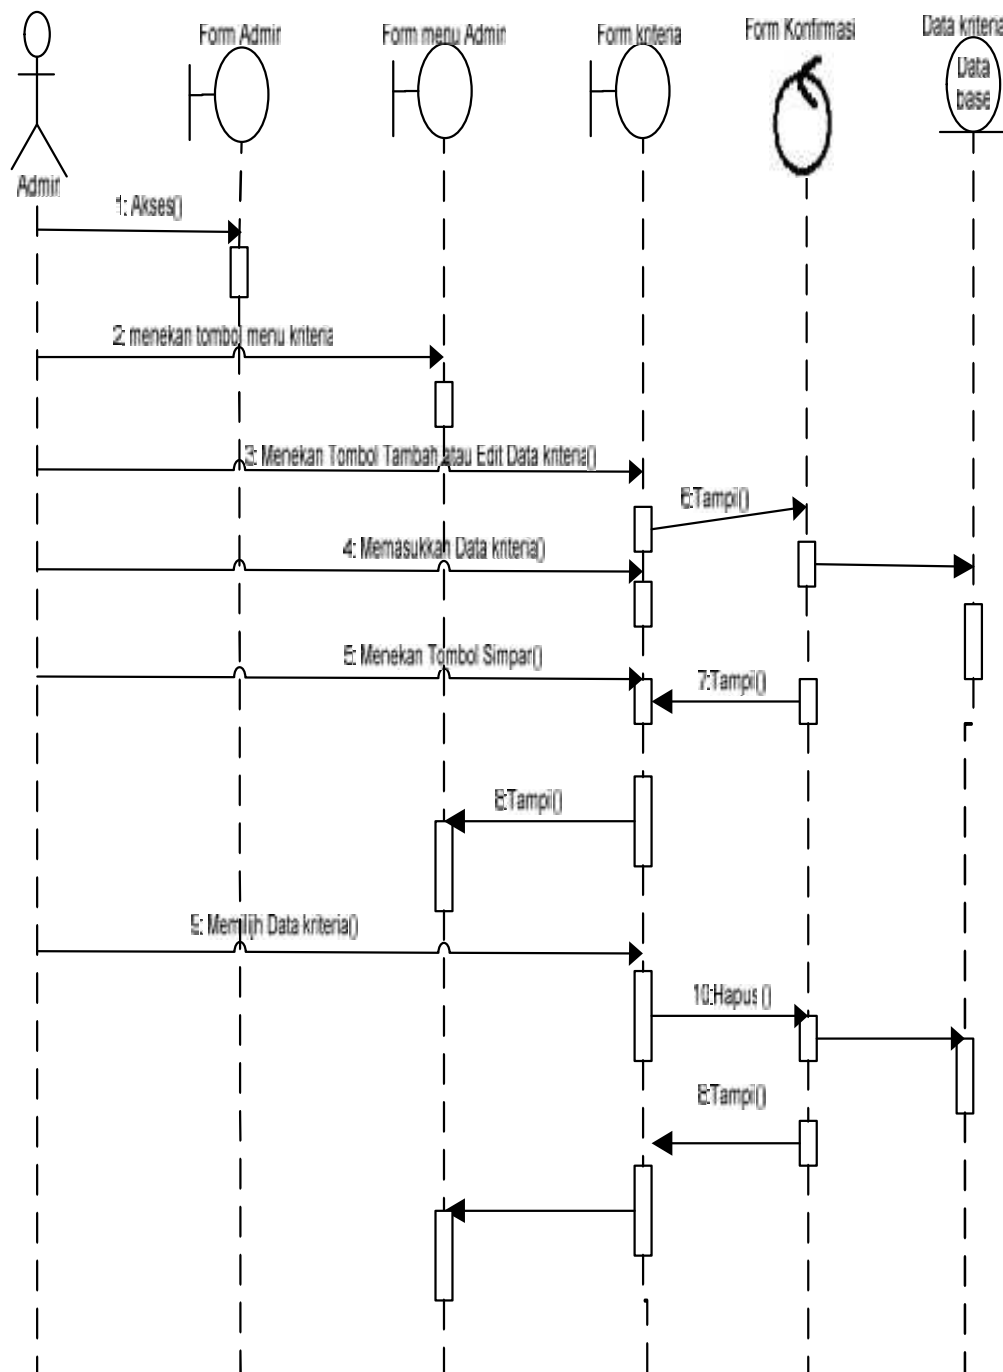 Form Admin
Form menu Admin
Form kriteria
Form Konfirmasi
Data kriteria
Data
base
Admin
1: Akses()
2: menekan tombol menu kriteria
3: Menekan Tombol Tambah atau Edit Data kriteria()
6:Tampil()
4: Memasukkan Data kriteria()
5: Menekan Tombol Simpan()
7:Tampil()
8:Tampil()
9: Memilih Data kriteria()
10:Hapus ()
8:Tampil()